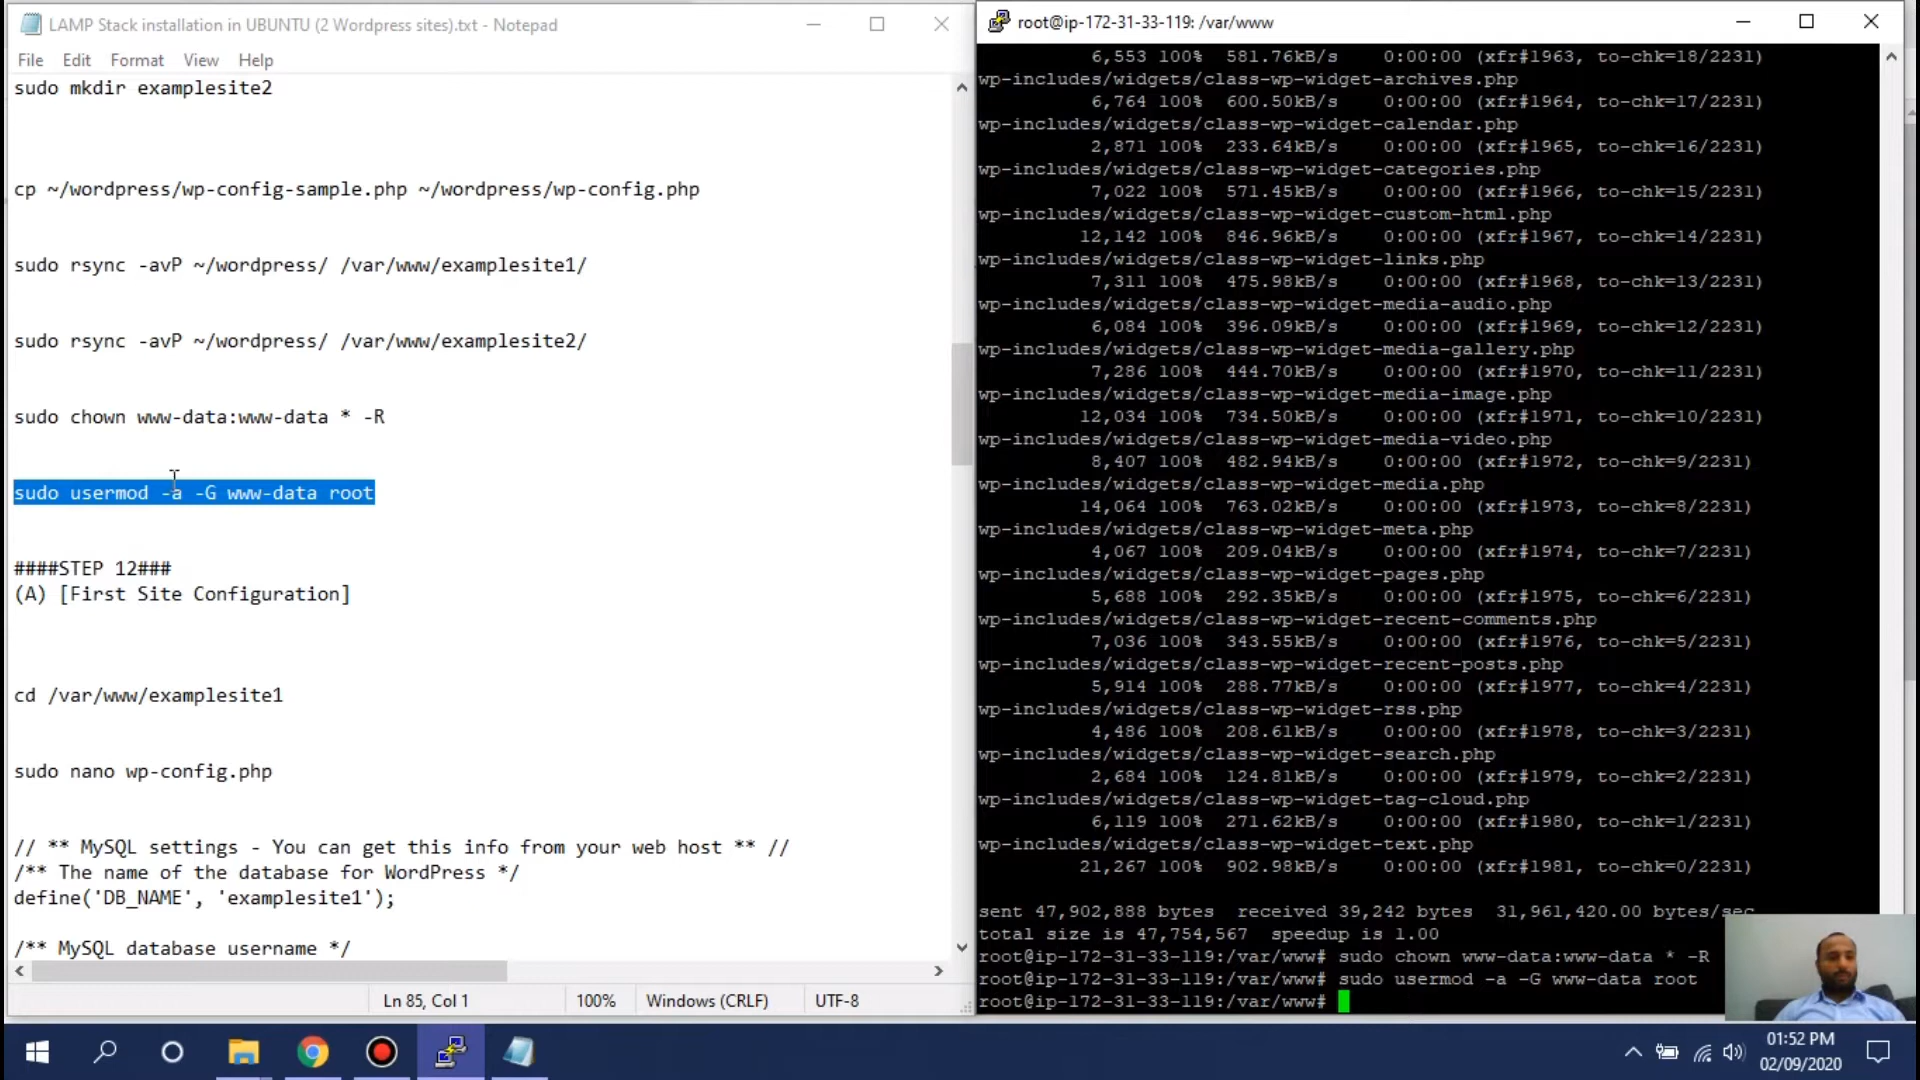 LAMP Stack installation in UBUNTU (2 Wordpress sites).txt - Notepad
File Edit Format View Help
sudo mkdir examplesite2
cp ~/wordpress/wp-config-sample.php ~/wordpress/wp-config.php
sudo rsync -avP ~/wordpress/ /var/www/examplesite1/
sudo rsync -avP ~/wordpress/ /var/www/examplesite2/
sudo chown www-data:www-data * -R
sudo usermod -a -G www-data root
####STEP 12###
(A) [First Site Configuration]
cd /var/www/examplesite1
sudo nano wp-config.php
// ** MySQL settings - You can get this info from your web host ** //
/** The name of the database for WordPress */
define('DB_NAME', 'examplesite1');
/** MySQL database username */
Ln 85, Col 1 100% Windows (CRLF) UTF-8
root@ip-172-31-33-119: /var/www
6,553 100% 581.76kB/s 0:00:00 (xfr#1963, to-chk=18/2231)
wp-includes/widgets/class-wp-widget-archives.php
6,764 100% 600.50kB/s 0:00:00 (xfr#1964, to-chk=17/2231)
wp-includes/widgets/class-wp-widget-calendar.php
2,871 100% 233.64kB/s 0:00:00 (xfr#1965, to-chk=16/2231)
wp-includes/widgets/class-wp-widget-categories.php
7,022 100% 571.45kB/s 0:00:00 (xfr#1966, to-chk=15/2231)
wp-includes/widgets/class-wp-widget-custom-html.php
12,142 100% 846.96kB/s 0:00:00 (xfr#1967, to-chk=14/2231)
wp-includes/widgets/class-wp-widget-links.php
7,311 100% 475.98kB/s 0:00:00 (xfr#1968, to-chk=13/2231)
wp-includes/widgets/class-wp-widget-media-audio.php
6,084 100% 396.09kB/s 0:00:00 (xfr#1969, to-chk=12/2231)
wp-includes/widgets/class-wp-widget-media-gallery.php
7,286 100% 444.70kB/s 0:00:00 (xfr#1970, to-chk=11/2231)
wp-includes/widgets/class-wp-widget-media-image.php
12,034 100% 734.50kB/s 0:00:00 (xfr#1971, to-chk=10/2231)
wp-includes/widgets/class-wp-widget-media-video.php
8,407 100% 482.94kB/s 0:00:00 (xfr#1972, to-chk=9/2231)
wp-includes/widgets/class-wp-widget-media.php
14,064 100% 763.02kB/s 0:00:00 (xfr#1973, to-chk=8/2231)
wp-includes/widgets/class-wp-widget-meta.php
4,067 100% 209.04kB/s 0:00:00 (xfr#1974, to-chk=7/2231)
wp-includes/widgets/class-wp-widget-pages.php
5,688 100% 292.35kB/s 0:00:00 (xfr#1975, to-chk=6/2231)
wp-includes/widgets/class-wp-widget-recent-comments.php
7,036 100% 343.55kB/s 0:00:00 (xfr#1976, to-chk=5/2231)
wp-includes/widgets/class-wp-widget-recent-posts.php
5,914 100% 288.77kB/s 0:00:00 (xfr#1977, to-chk=4/2231)
wp-includes/widgets/class-wp-widget-rss.php
4,486 100% 208.61kB/s 0:00:00 (xfr#1978, to-chk=3/2231)
wp-includes/widgets/class-wp-widget-search.php
2,684 100% 124.81kB/s 0:00:00 (xfr#1979, to-chk=2/2231)
wp-includes/widgets/class-wp-widget-tag-cloud.php
6,119 100% 271.62kB/s 0:00:00 (xfr#1980, to-chk=1/2231)
wp-includes/widgets/class-wp-widget-text.php
21,267 100% 902.98kB/s 0:00:00 (xfr#1981, to-chk=0/2231)
sent 47,902,888 bytes received 39,242 bytes 31,961,420.00 bytes/sec
total size is 47,754,567 speedup is 1.00
root@ip-172-31-33-119:/var/www# sudo chown www-data:www-data * -R
root@ip-172-31-33-119:/var/www# sudo usermod -a -G www-data root
root@ip-172-31-33-119:/var/www#
01:52 PM
02/09/2020